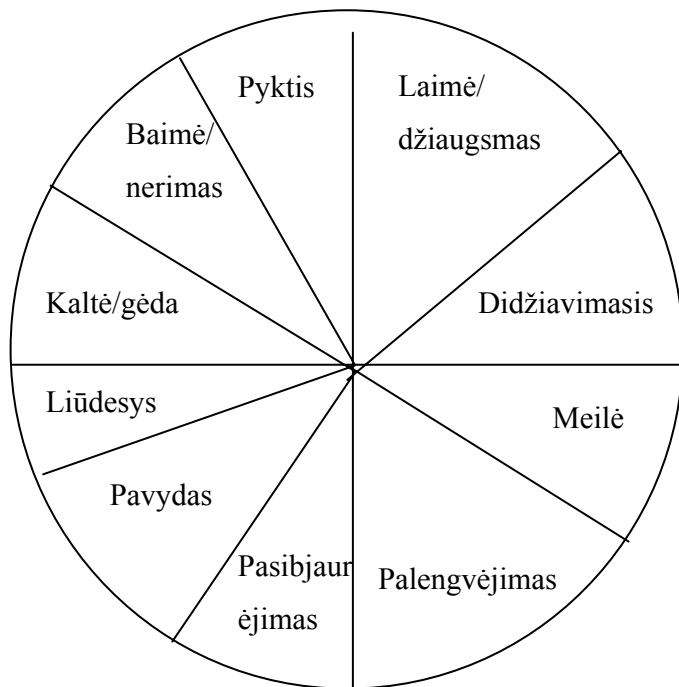 Pyktis
Laimė/
džiaugsmas
Baimė/
nerimas
Kaltė/gėda
Didžiavimasis
Liūdesys
Meilė
Pavydas
Pasibjaur
ėjimas
Palengvėjimas